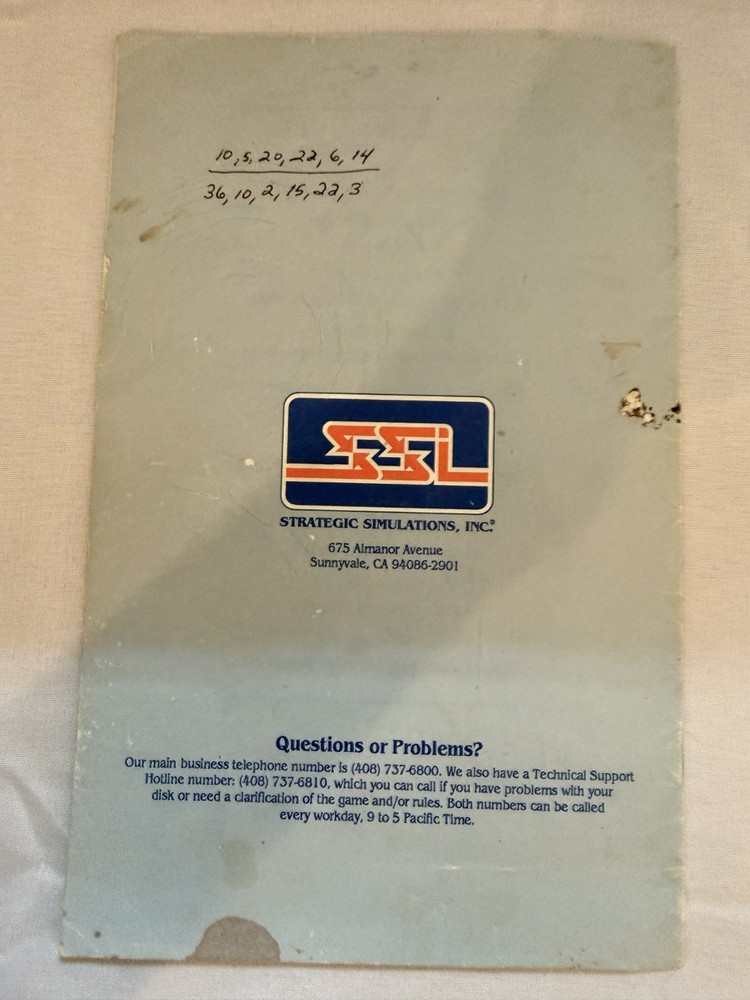 10, 5, 20, 22, 6, 14
36, 10, 2, 15, 22, 3
SSI
STRATEGIC SIMULATIONS, INC.®
675 Almanor Avenue
Sunnyvale, CA 94086-2901
Questions or Problems?
Our main business telephone number is (408) 737-6800. We also have a Technical Support
Hotline number: (408) 737-6810, which you can call if you have problems with your
disk or need a clarification of the game and/or rules. Both numbers can be called
every workday, 9 to 5 Pacific Time.